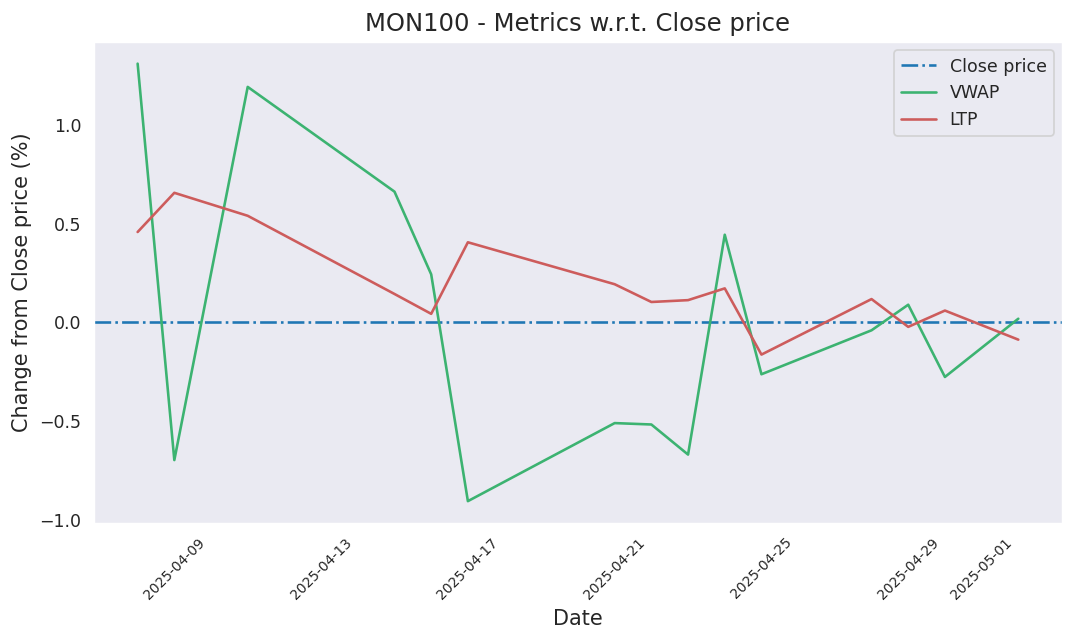 MON100 - Metrics w.r.t. Close price
Close price
VWAP
LTP
Change from Close price (%)
1.0
0.5
0.0
−0.5
−1.0
2025-04-09
2025-04-13
2025-04-17
2025-04-21
2025-04-25
2025-04-29
2025-05-01
Date